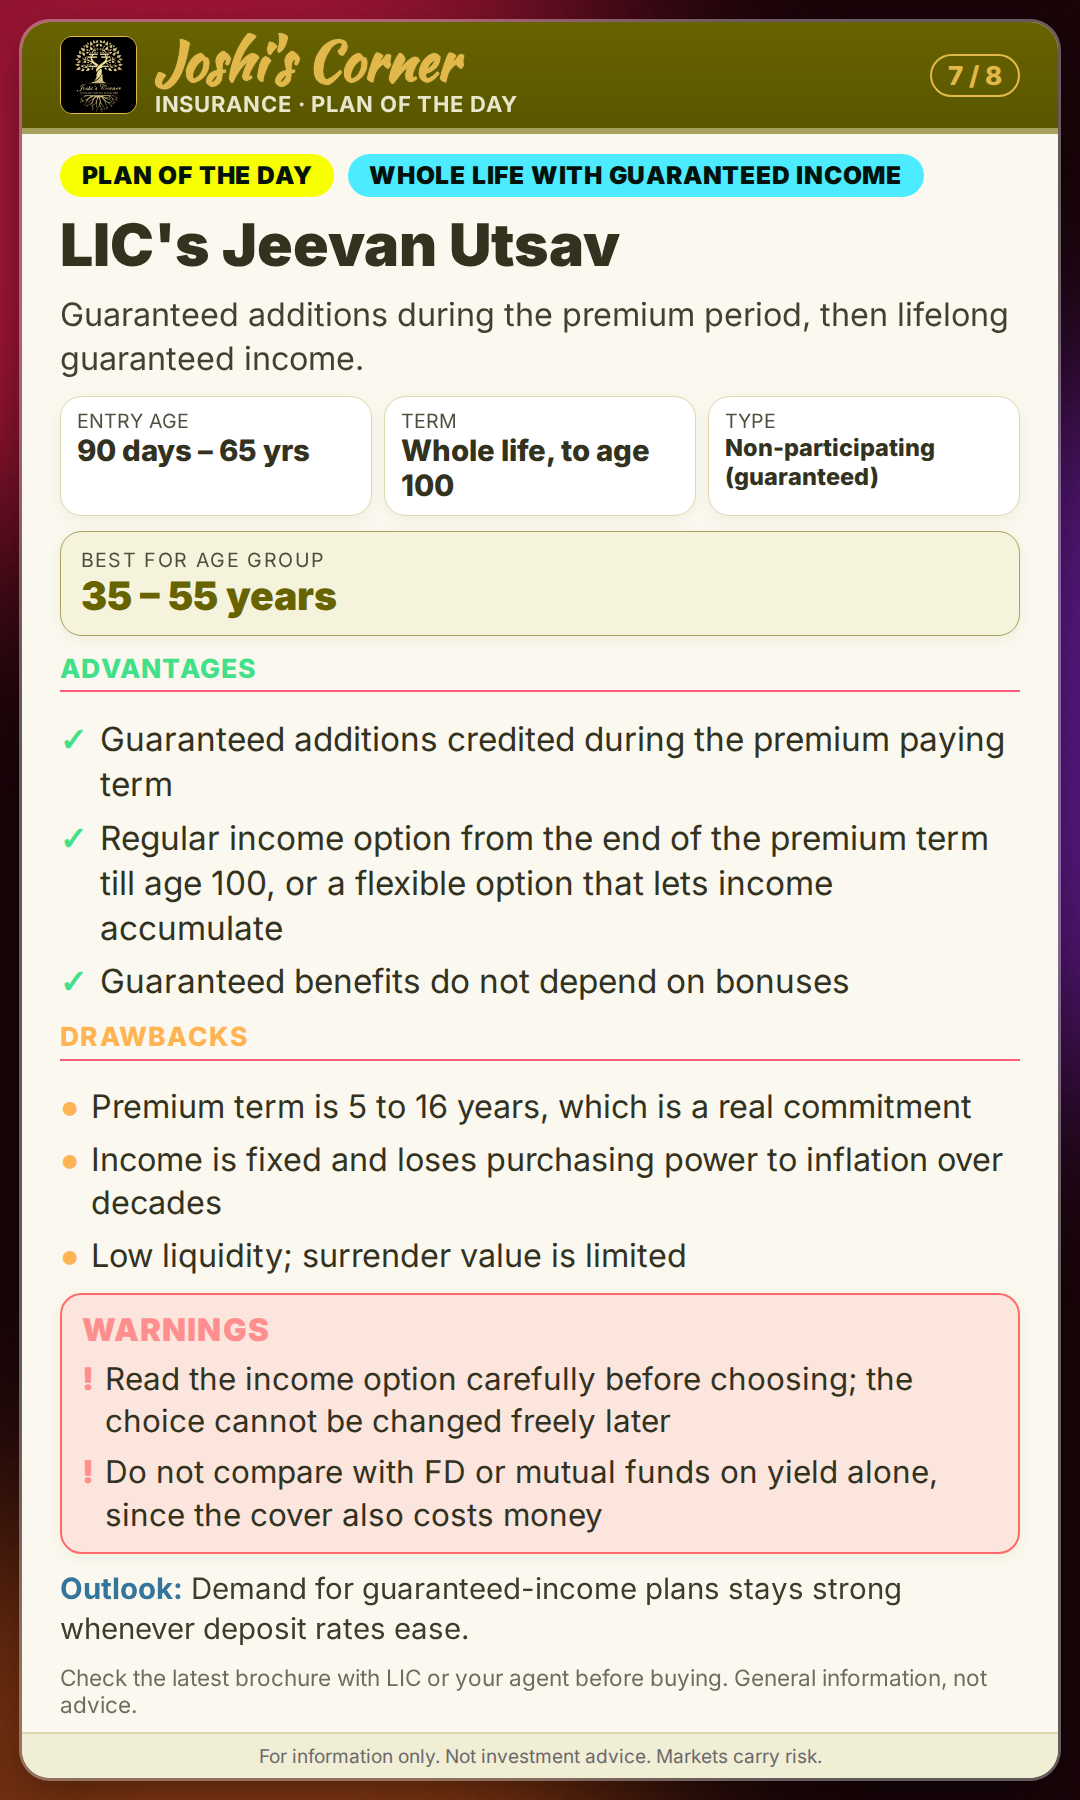 Joshi's Corner
Joshi's Corner
INSURANCE · PLAN OF THE DAY
7 / 8
PLAN OF THE DAY
WHOLE LIFE WITH GUARANTEED INCOME
LIC's Jeevan Utsav
Guaranteed additions during the premium period, then lifelong
guaranteed income.
ENTRY AGE
90 days – 65 yrs
TERM
Whole life, to age
100
TYPE
Non-participating
(guaranteed)
BEST FOR AGE GROUP
35 – 55 years
ADVANTAGES
✓ Guaranteed additions credited during the premium paying
term
✓ Regular income option from the end of the premium term
till age 100, or a flexible option that lets income
accumulate
✓ Guaranteed benefits do not depend on bonuses
DRAWBACKS
● Premium term is 5 to 16 years, which is a real commitment
● Income is fixed and loses purchasing power to inflation over
decades
● Low liquidity; surrender value is limited
WARNINGS
! Read the income option carefully before choosing; the
choice cannot be changed freely later
! Do not compare with FD or mutual funds on yield alone,
since the cover also costs money
Outlook: Demand for guaranteed-income plans stays strong
whenever deposit rates ease.
Check the latest brochure with LIC or your agent before buying. General information, not
advice.
For information only. Not investment advice. Markets carry risk.